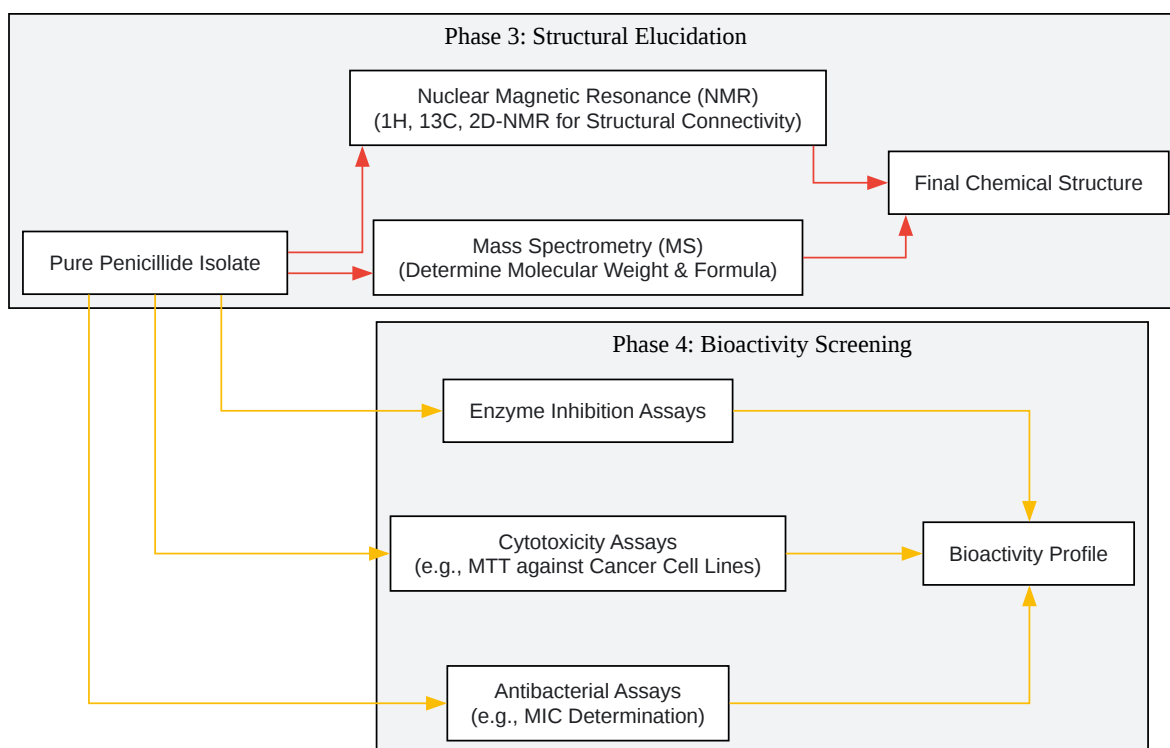 Phase 3: Structural Elucidation
Nuclear Magnetic Resonance (NMR)
(1H, 13C, 2D-NMR for Structural Connectivity)
Final Chemical Structure
Pure Penicillide Isolate
Mass Spectrometry (MS)
(Determine Molecular Weight & Formula)
Phase 4: Bioactivity Screening
Enzyme Inhibition Assays
Cytotoxicity Assays
(e.g., MTT against Cancer Cell Lines)
Bioactivity Profile
Antibacterial Assays
(e.g., MIC Determination)